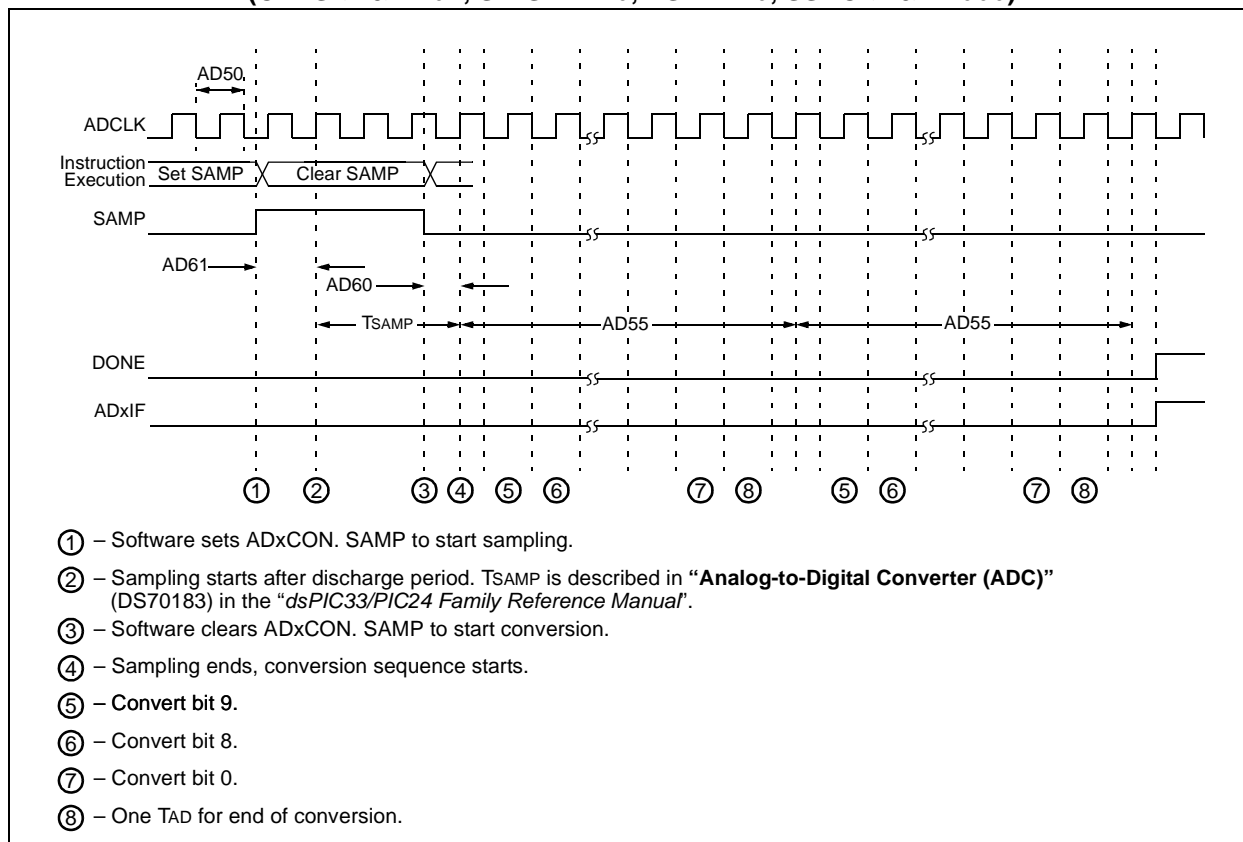 AD50
ADCLK
Instruction
Execution
Set SAMP
Clear SAMP
SAMP
AD61
AD60
TSAMP
AD55
AD55
DONE
ADxIF
1 2 3 4 5 6 7 8 5 6 7 8
1 – Software sets ADxCON. SAMP to start sampling.
2 – Sampling starts after discharge period. TSAMP is described in “Analog-to-Digital Converter (ADC)”
(DS70183) in the “dsPIC33/PIC24 Family Reference Manual”.
3 – Software clears ADxCON. SAMP to start conversion.
4 – Sampling ends, conversion sequence starts.
5 – Convert bit 9.
6 – Convert bit 8.
7 – Convert bit 0.
8 – One TAD for end of conversion.